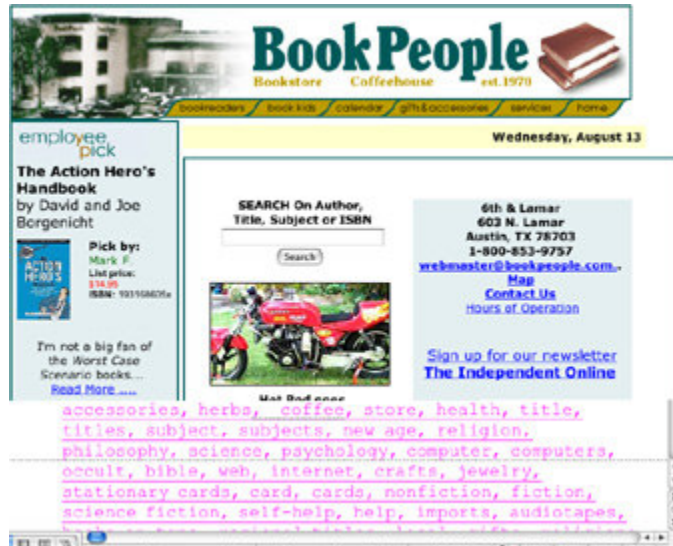 BookPeople
Bookstore Coffeehouse est.1970
bookreaders book kids calendar gifts & accessories services home
employee pick
Wednesday, August 13
The Action Hero's
Handbook
by David and Joe
Borgenicht
Pick by:
Mark F.
List price:
$14.95
ISBN:
ACTION
HERO'S
I'm not a big fan of
the Worst Case
Scenario books...
Read More ....
SEARCH On Author,
Title, Subject or ISBN
Search
Hot Rod
6th & Lamar
603 N. Lamar
Austin, TX 78703
1-800-853-9757
webmaster@bookpeople.com.,
Map
Contact Us
Hours of Operation
Sign up for our newsletter
The Independent Online
accessories, herbs, coffee, store, health, title,
titles, subject, subjects, new age, religion,
philosophy, science, psychology, computer, computers,
occult, bible, web, internet, crafts, jewelry,
stationary cards, card, cards, nonfiction, fiction,
science fiction, self-help, help, imports, audiotapes,